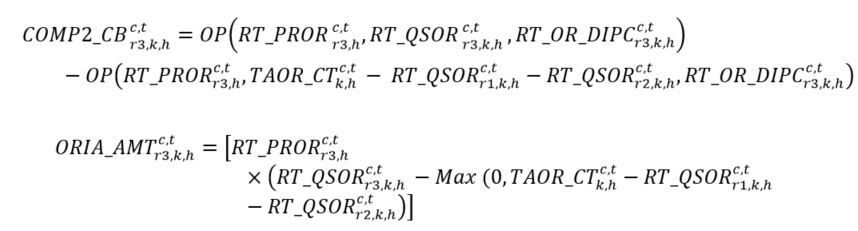 COMP2_CB^{c,t}_{r3,k,h} = OP(RT_PROR^{c,t}_{r3,h}, RT_QSOR^{c,t}_{r3,k,h}, RT_OR_DIPC^{c,t}_{r3,k,h})
− OP(RT_PROR^{c,t}_{r3,h}, TAOR_CT^{c,t}_{k,h} − RT_QSOR^{c,t}_{r1,k,h} − RT_QSOR^{c,t}_{r2,k,h}, RT_OR_DIPC^{c,t}_{r3,k,h})
ORIA_AMT^{c,t}_{r3,k,h} = [RT_PROR^{c,t}_{r3,h}
× (RT_QSOR^{c,t}_{r3,k,h} − Max (0, TAOR_CT^{c,t}_{k,h} − RT_QSOR^{c,t}_{r1,k,h}
− RT_QSOR^{c,t}_{r2,k,h})]